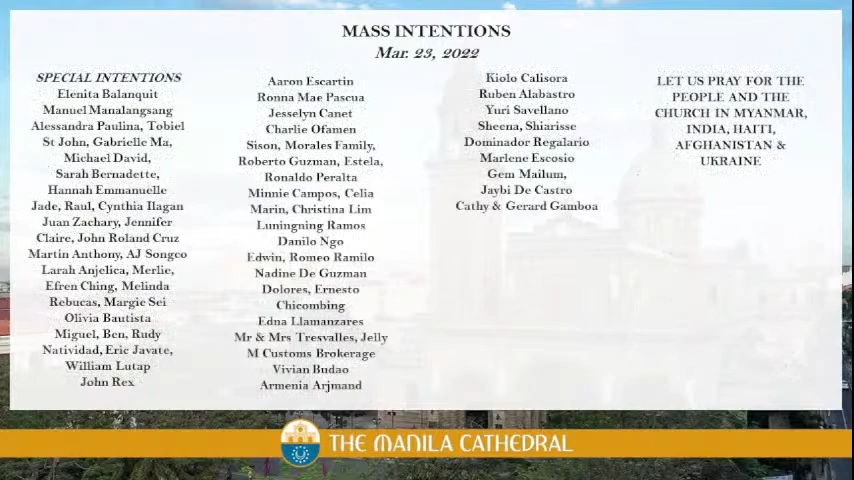 MASS INTENTIONS
Mar. 23, 2022
SPECIAL INTENTIONS
Elenita Balanquit
Manuel Manalangsang
Alessandra Paulina, Tobiel
St John, Gabrielle Ma,
Michael David,
Sarah Bernadette,
Hannah Emmanuelle
Jade, Raul, Cynthia Ilagan
Juan Zachary, Jennifer
Claire, John Roland Cruz
Martin Anthony, AJ Songco
Larah Anjelica, Merlie,
Efren Ching, Melinda
Rebucas, Margie Sei
Olivia Bautista
Miguel, Ben, Rudy
Natividad, Eric Javate,
William Lutap
John Rex
Aaron Escartin
Ronna Mae Pascua
Jesselyn Canet
Charlie Ofamen
Sison, Morales Family,
Roberto Guzman, Estela,
Ronaldo Peralta
Minnie Campos, Celia
Marin, Christina Lim
Luningning Ramos
Danilo Ngo
Edwin, Romeo Ramilo
Nadine De Guzman
Dolores, Ernesto
Chicombing
Edna Llamanzares
Mr & Mrs Tresvalles, Jelly
M Customs Brokerage
Vivian Budao
Armenia Arjmand
Kiolo Calisora
Ruben Alabastro
Yuri Savellano
Sheena, Shiarisse
Dominador Regalario
Marlene Escosio
Gem Mailum,
Jaybi De Castro
Cathy & Gerard Gamboa
LET US PRAY FOR THE
PEOPLE AND THE
CHURCH IN MYANMAR,
INDIA, HAITI,
AFGHANISTAN &
UKRAINE
THE MANILA CATHEDRAL